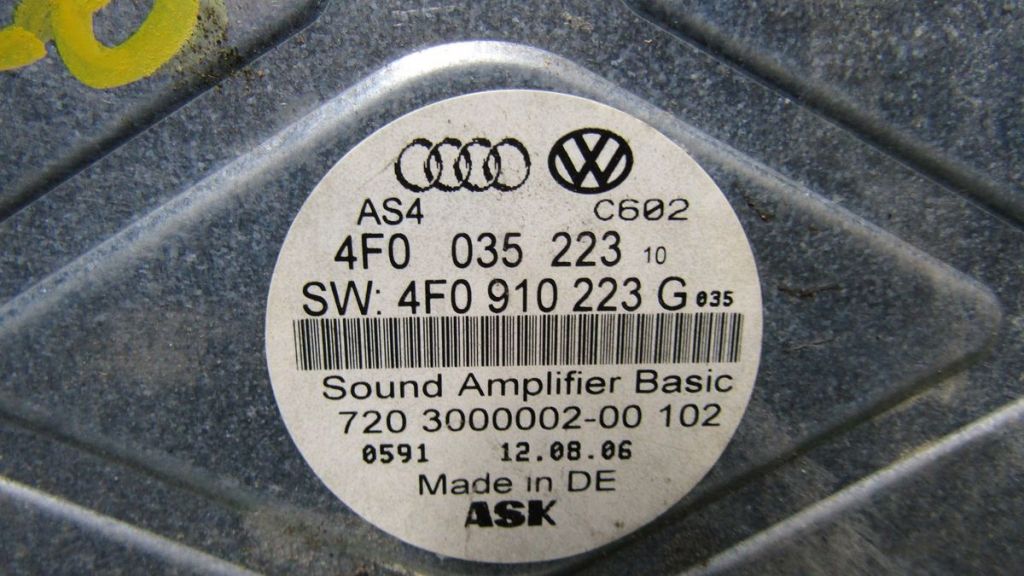 AS4 C602
4F0 035 223 10
SW: 4F0 910 223 G 035
Sound Amplifier Basic
720 3000002-00 102
0591 12.08.06
Made in DE
ASK